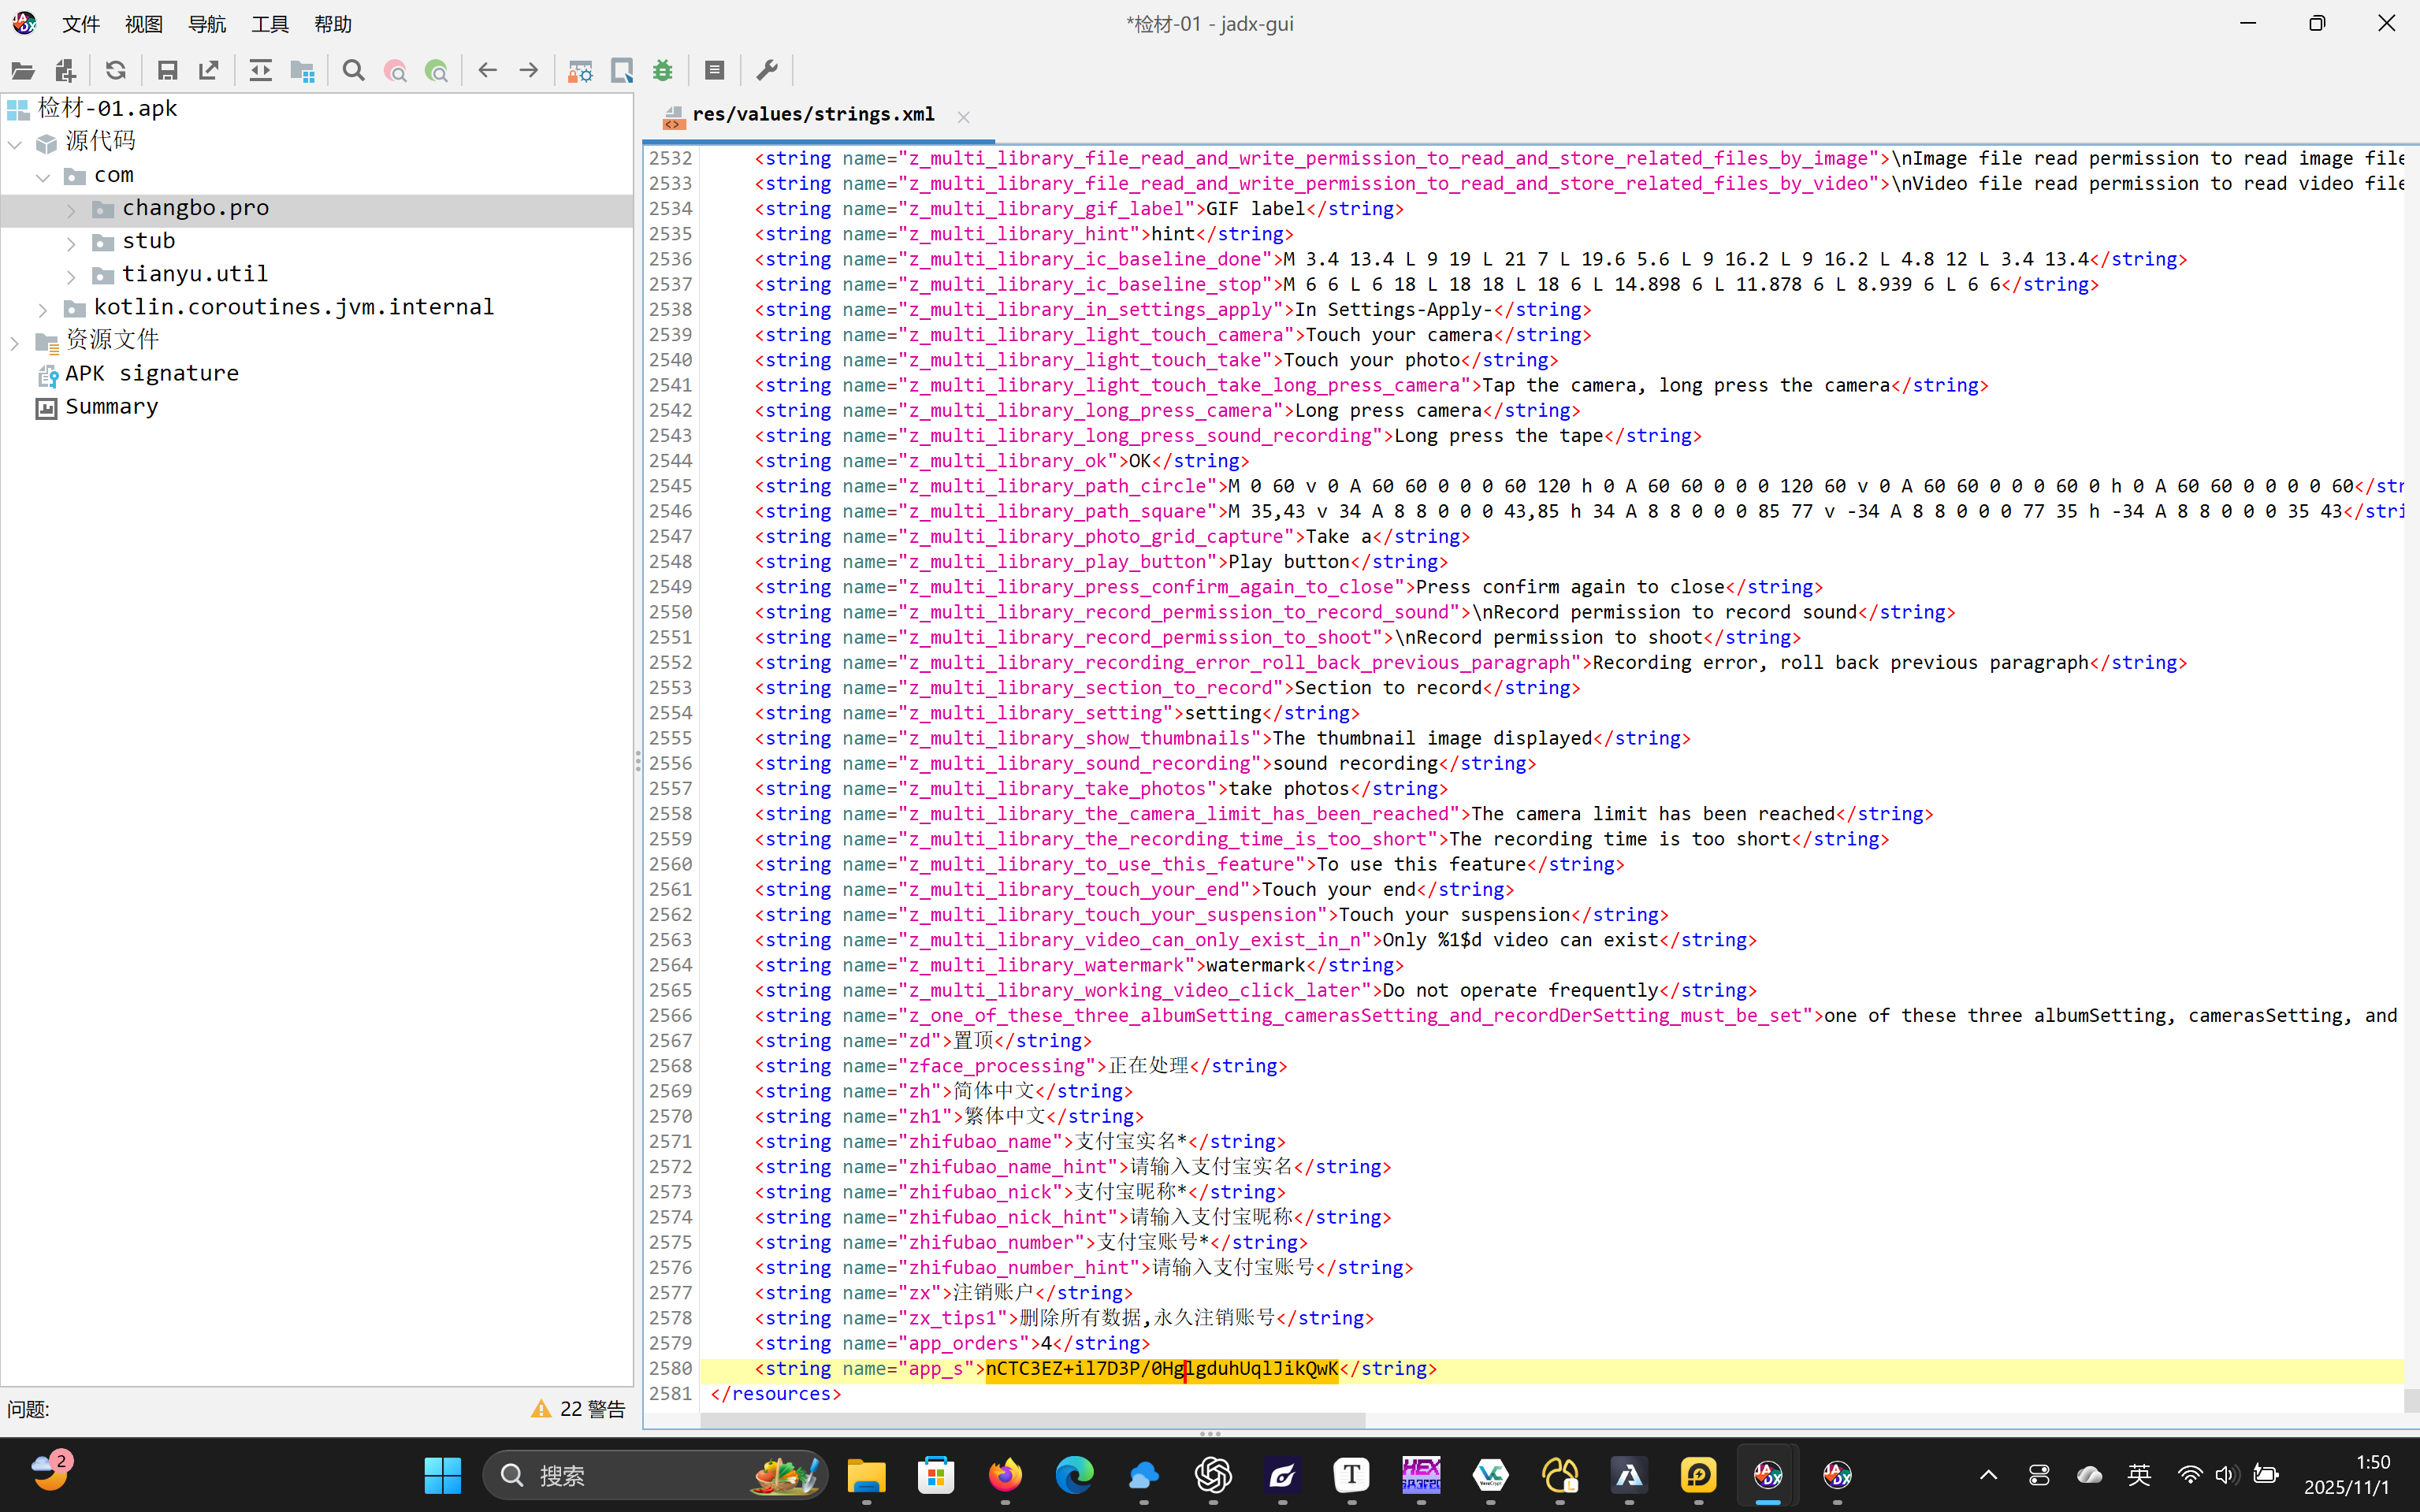 文件 视图 导航 工具 帮助
*检材-01 - jadx-gui
检材-01.apk
源代码
com
changbo.pro
stub
tianyu.util
kotlin.coroutines.jvm.internal
资源文件
APK signature
Summary
问题:
22 警告
res/values/strings.xml
2532 <string name="z_multi_library_file_read_and_write_permission_to_read_and_store_related_files_by_image">\nImage file read permission to read image file
2533 <string name="z_multi_library_file_read_and_write_permission_to_read_and_store_related_files_by_video">\nVideo file read permission to read video file
2534 <string name="z_multi_library_gif_label">GIF label</string>
2535 <string name="z_multi_library_hint">hint</string>
2536 <string name="z_multi_library_ic_baseline_done">M 3.4 13.4 L 9 19 L 21 7 L 19.6 5.6 L 9 16.2 L 9 16.2 L 4.8 12 L 3.4 13.4</string>
2537 <string name="z_multi_library_ic_baseline_stop">M 6 6 L 6 18 L 18 18 L 18 6 L 14.898 6 L 11.878 6 L 8.939 6 L 6 6</string>
2538 <string name="z_multi_library_in_settings_apply">In Settings-Apply-</string>
2539 <string name="z_multi_library_light_touch_camera">Touch your camera</string>
2540 <string name="z_multi_library_light_touch_take">Touch your photo</string>
2541 <string name="z_multi_library_light_touch_take_long_press_camera">Tap the camera, long press the camera</string>
2542 <string name="z_multi_library_long_press_camera">Long press camera</string>
2543 <string name="z_multi_library_long_press_sound_recording">Long press the tape</string>
2544 <string name="z_multi_library_ok">OK</string>
2545 <string name="z_multi_library_path_circle">M 0 60 v 0 A 60 60 0 0 0 60 120 h 0 A 60 60 0 0 0 120 60 v 0 A 60 60 0 0 0 60 0 h 0 A 60 60 0 0 0 0 60</str
2546 <string name="z_multi_library_path_square">M 35,43 v 34 A 8 8 0 0 0 43,85 h 34 A 8 8 0 0 0 85 77 v -34 A 8 8 0 0 0 77 35 h -34 A 8 8 0 0 0 35 43</stri
2547 <string name="z_multi_library_photo_grid_capture">Take a</string>
2548 <string name="z_multi_library_play_button">Play button</string>
2549 <string name="z_multi_library_press_confirm_again_to_close">Press confirm again to close</string>
2550 <string name="z_multi_library_record_permission_to_record_sound">\nRecord permission to record sound</string>
2551 <string name="z_multi_library_record_permission_to_shoot">\nRecord permission to shoot</string>
2552 <string name="z_multi_library_recording_error_roll_back_previous_paragraph">Recording error, roll back previous paragraph</string>
2553 <string name="z_multi_library_section_to_record">Section to record</string>
2554 <string name="z_multi_library_setting">setting</string>
2555 <string name="z_multi_library_show_thumbnails">The thumbnail image displayed</string>
2556 <string name="z_multi_library_sound_recording">sound recording</string>
2557 <string name="z_multi_library_take_photos">take photos</string>
2558 <string name="z_multi_library_the_camera_limit_has_been_reached">The camera limit has been reached</string>
2559 <string name="z_multi_library_the_recording_time_is_too_short">The recording time is too short</string>
2560 <string name="z_multi_library_to_use_this_feature">To use this feature</string>
2561 <string name="z_multi_library_touch_your_end">Touch your end</string>
2562 <string name="z_multi_library_touch_your_suspension">Touch your suspension</string>
2563 <string name="z_multi_library_video_can_only_exist_in_n">Only %1$d video can exist</string>
2564 <string name="z_multi_library_watermark">watermark</string>
2565 <string name="z_multi_library_working_video_click_later">Do not operate frequently</string>
2566 <string name="z_one_of_these_three_albumSetting_camerasSetting_and_recordDerSetting_must_be_set">one of these three albumSetting, camerasSetting, and
2567 <string name="zd">置顶</string>
2568 <string name="zface_processing">正在处理</string>
2569 <string name="zh">简体中文</string>
2570 <string name="zh1">繁体中文</string>
2571 <string name="zhifubao_name">支付宝实名*</string>
2572 <string name="zhifubao_name_hint">请输入支付宝实名</string>
2573 <string name="zhifubao_nick">支付宝昵称*</string>
2574 <string name="zhifubao_nick_hint">请输入支付宝昵称</string>
2575 <string name="zhifubao_number">支付宝账号*</string>
2576 <string name="zhifubao_number_hint">请输入支付宝账号</string>
2577 <string name="zx">注销账户</string>
2578 <string name="zx_tips1">删除所有数据,永久注销账号</string>
2579 <string name="app_orders">4</string>
2580 <string name="app_s">nCTC3EZ+il7D3P/0HglgduhUqlJikQwK</string>
2581 </resources>
2
搜索
英
1:50
2025/11/1